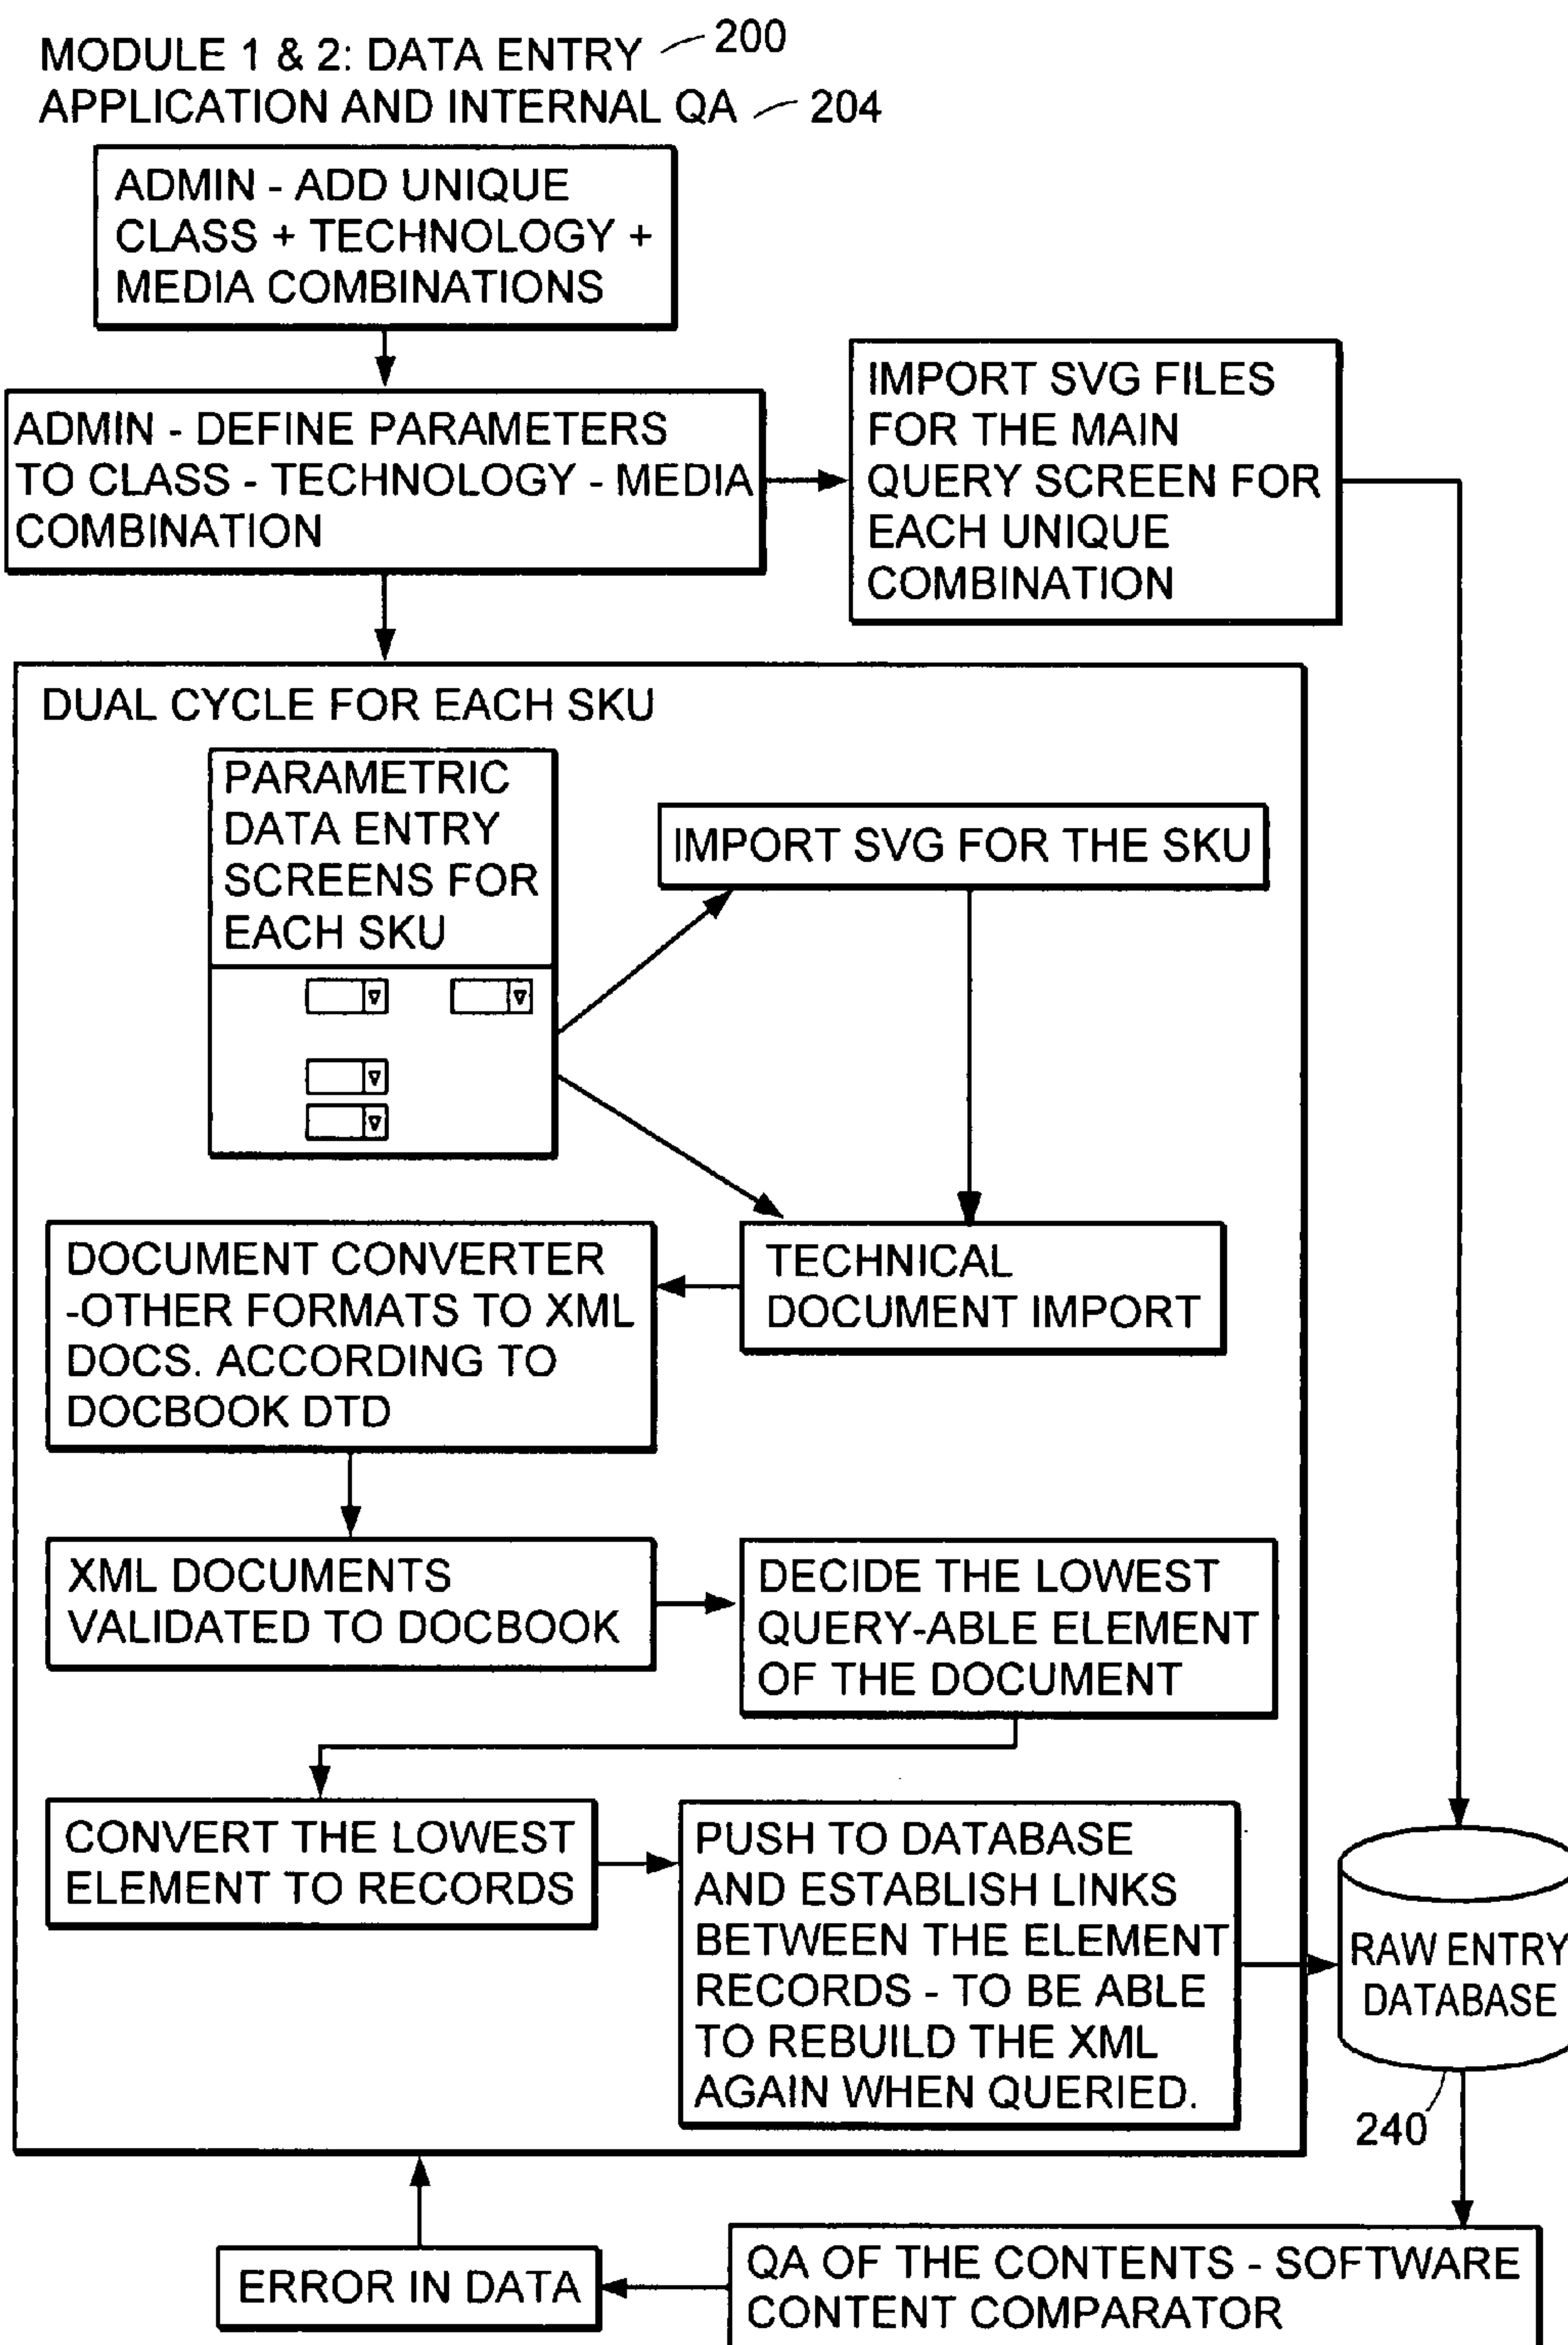 MODULE 1 & 2: DATA ENTRY 200
APPLICATION AND INTERNAL QA 204
ADMIN - ADD UNIQUE
CLASS + TECHNOLOGY +
MEDIA COMBINATIONS
ADMIN - DEFINE PARAMETERS
TO CLASS - TECHNOLOGY - MEDIA
COMBINATION
IMPORT SVG FILES
FOR THE MAIN
QUERY SCREEN FOR
EACH UNIQUE
COMBINATION
DUAL CYCLE FOR EACH SKU
PARAMETRIC
DATA ENTRY
SCREENS FOR
EACH SKU
IMPORT SVG FOR THE SKU
TECHNICAL
DOCUMENT IMPORT
DOCUMENT CONVERTER
-OTHER FORMATS TO XML
DOCS. ACCORDING TO
DOCBOOK DTD
XML DOCUMENTS
VALIDATED TO DOCBOOK
DECIDE THE LOWEST
QUERY-ABLE ELEMENT
OF THE DOCUMENT
CONVERT THE LOWEST
ELEMENT TO RECORDS
PUSH TO DATABASE
AND ESTABLISH LINKS
BETWEEN THE ELEMENT
RECORDS - TO BE ABLE
TO REBUILD THE XML
AGAIN WHEN QUERIED.
RAW ENTRY
DATABASE
240
QA OF THE CONTENTS - SOFTWARE
CONTENT COMPARATOR
ERROR IN DATA